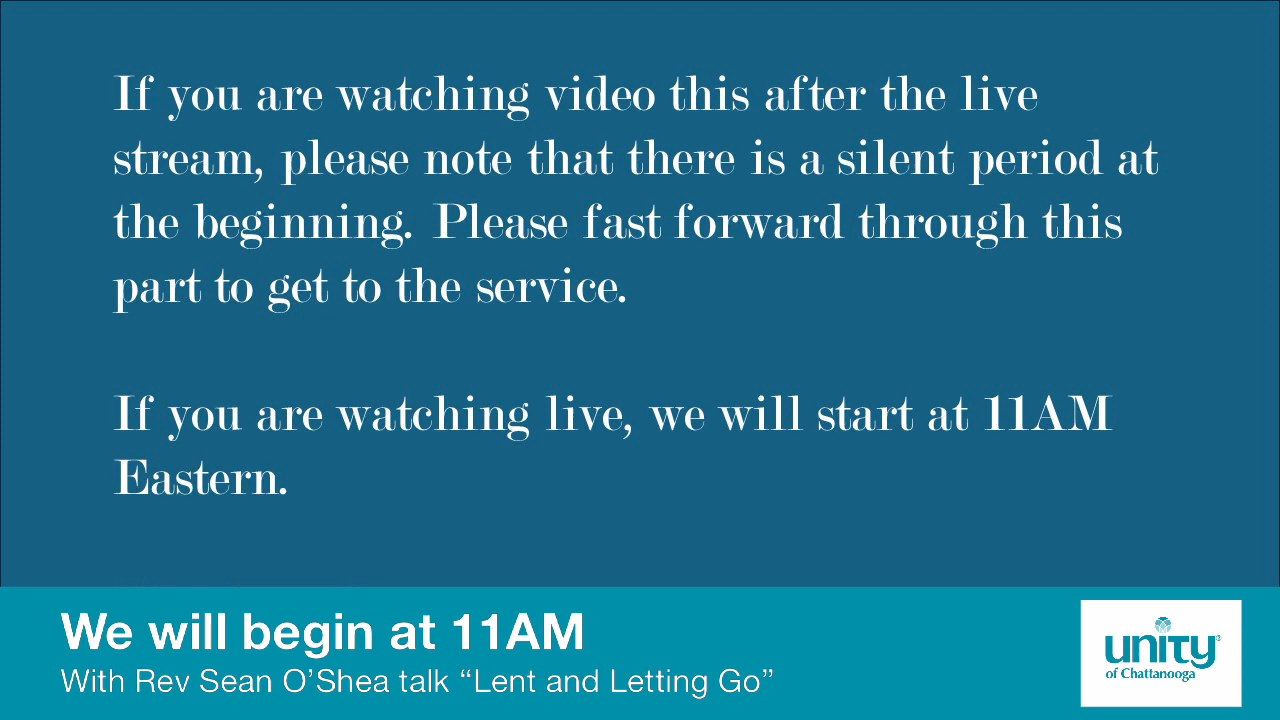 If you are watching video this after the live
stream, please note that there is a silent period at
the beginning. Please fast forward through this
part to get to the service.
If you are watching live, we will start at 11AM
Eastern.
We will begin at 11AM
With Rev Sean O’Shea talk “Lent and Letting Go”
unity®
of Chattanooga